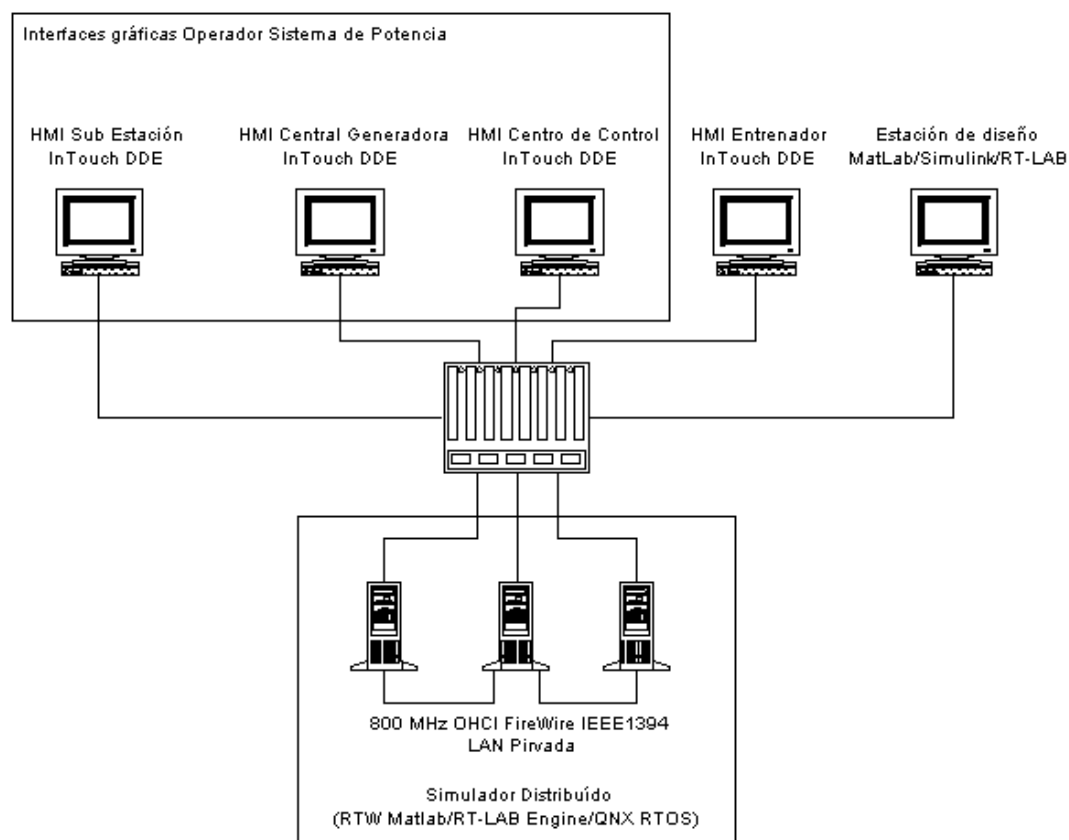 Interfaces gráficas Operador Sistema de Potencia
HMI Sub Estación
InTouch DDE
HMI Central Generadora
InTouch DDE
HMI Centro de Control
InTouch DDE
HMI Entrenador
InTouch DDE
Estación de diseño
MatLab/Simulink/RT-LAB
800 MHz OHCI FireWire IEEE1394
LAN Pirvada
Simulador Distribuído
(RTW Matlab/RT-LAB Engine/QNX RTOS)